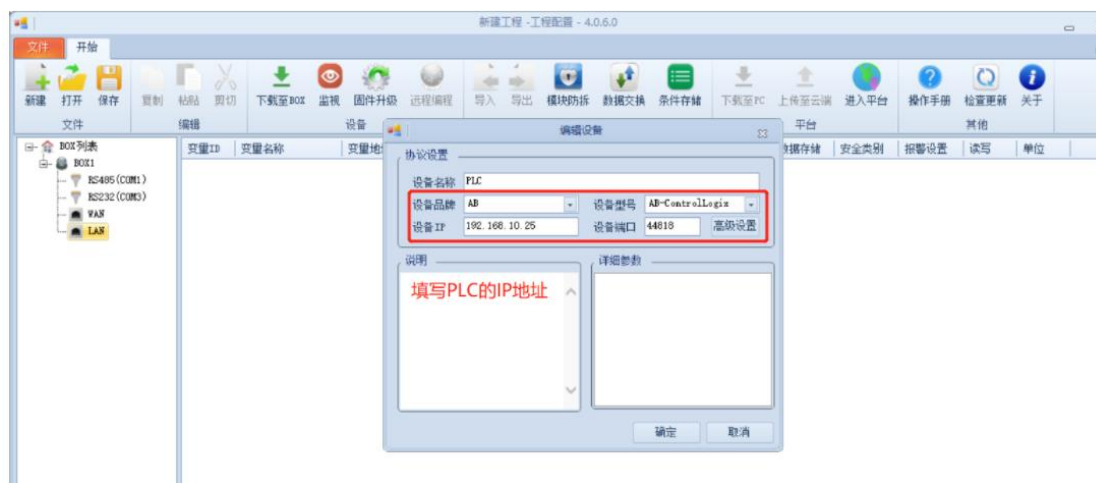 新建工程 -工程配置 - 4.0.6.0
文件 开始
新建 打开 保存 复制 粘贴 剪切 下载至BOX 监视 固件升级 远程编程 导入 导出 模块防拆 数据交换 条件存储 下载至PC 上传至云端 进入平台 操作手册 检查更新 关于
文件 编辑 设备 平台 其他
BOX列表
BOX1
RS485(COM1)
RS232(COM3)
WAN
LAN
变量ID 变量名称 变量地 数据存储 安全类别 报警设置 读写 单位
编辑设备
协议设置
设备名称 PLC
设备品牌 AB 设备型号 AB-ControlLogix
设备IP 192.168.10.25 设备端口 44818 高级设置
说明 详细参数
填写PLC的IP地址
确定 取消